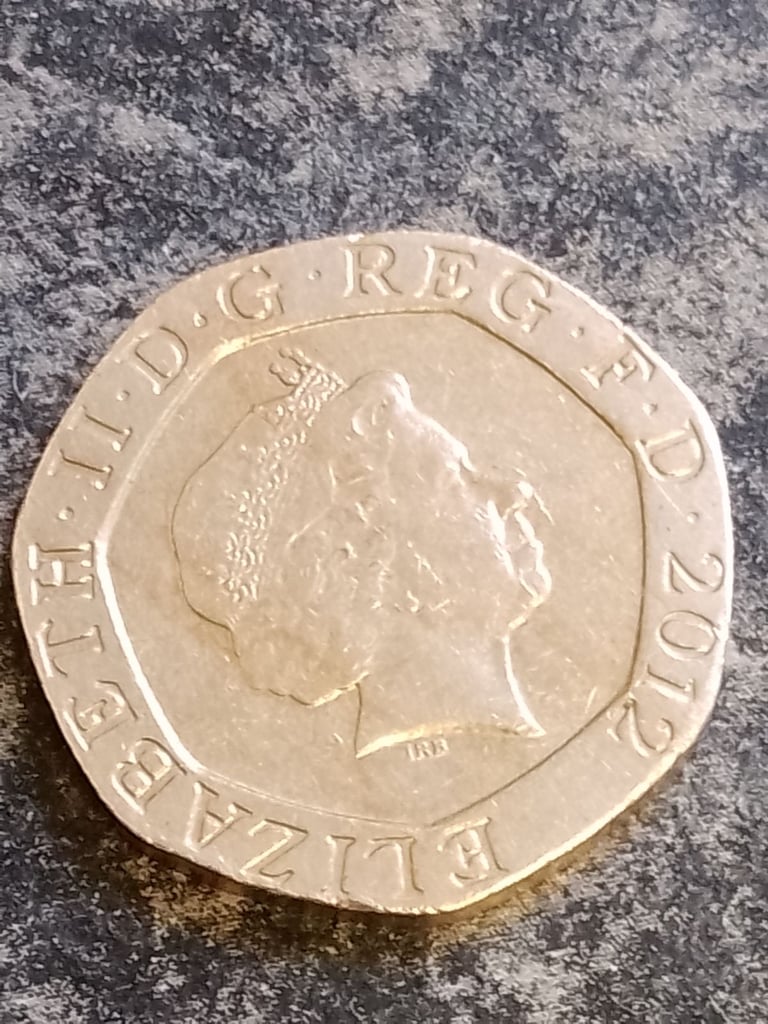 ELIZABETH · II · D · G · REG · F · D · 2012
IRB